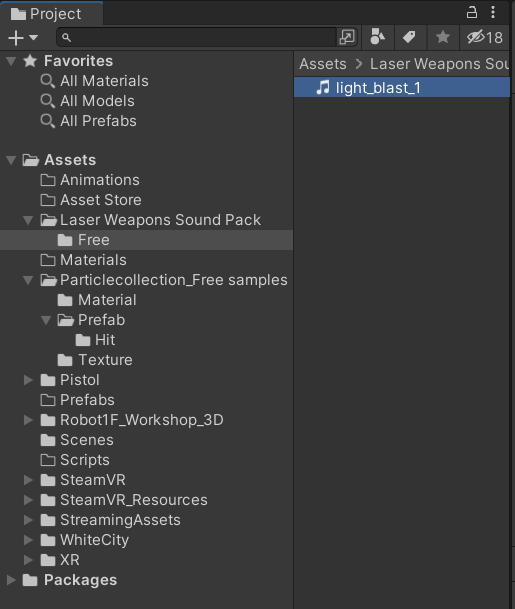 Project
18
Favorites
All Materials
All Models
All Prefabs
Assets
Animations
Asset Store
Laser Weapons Sound Pack
Free
Materials
Particlecollection_Free samples
Material
Prefab
Hit
Texture
Pistol
Prefabs
Robot1F_Workshop_3D
Scenes
Scripts
SteamVR
SteamVR_Resources
StreamingAssets
WhiteCity
XR
Packages
Assets > Laser Weapons Sou
light_blast_1